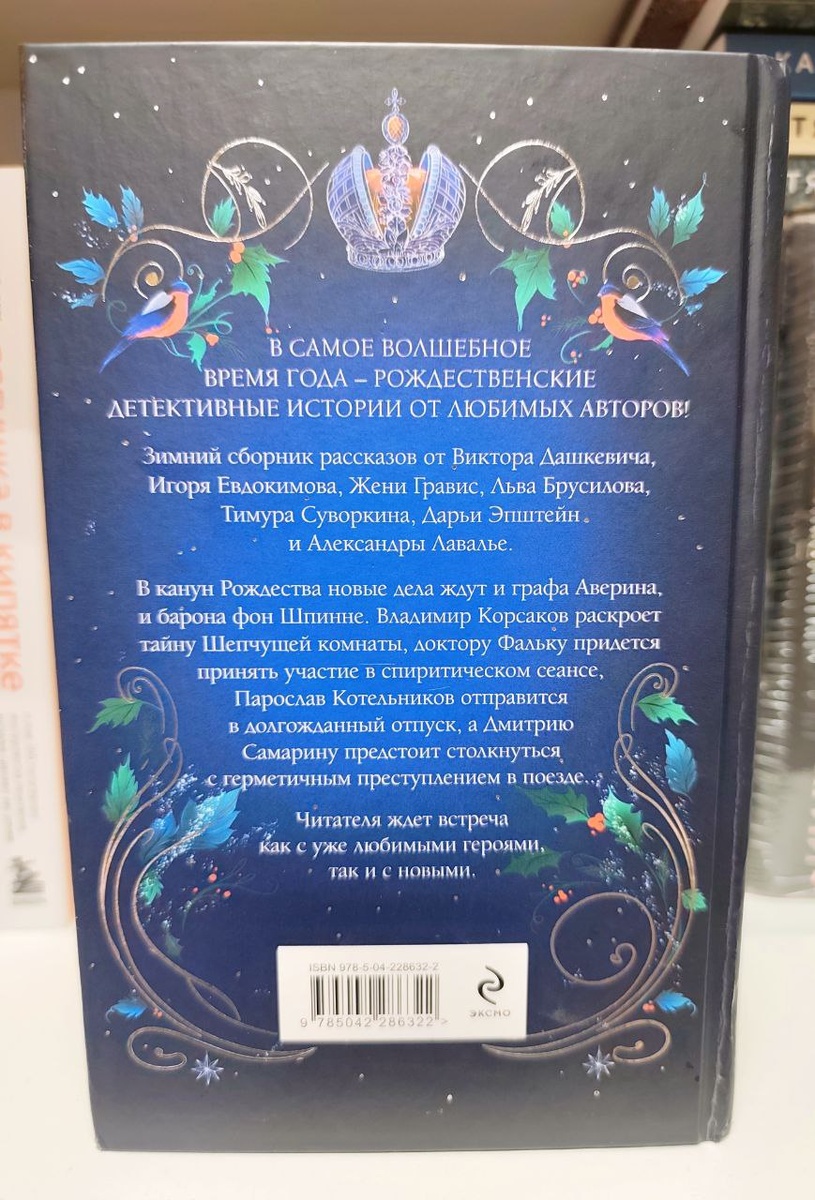 В САМОЕ ВОЛШЕБНОЕ
ВРЕМЯ ГОДА – РОЖДЕСТВЕНСКИЕ
ДЕТЕКТИВНЫЕ ИСТОРИИ ОТ ЛЮБИМЫХ АВТОРОВ!
Зимний сборник рассказов от Виктора Дашкевича,
Игоря Евдокимова, Жени Гравис, Льва Брусилова,
Тимура Суворкина, Дарьи Эпштейн
и Александры Лавалье.
В канун Рождества новые дела ждут и графа Аверина,
и барона фон Шпинне. Владимир Корсаков раскроет
тайну Шепчущей комнаты, доктору Фальку придется
принять участие в спиритическом сеансе,
Парослав Котельников отправится
в долгожданный отпуск, а Дмитрию
Самарину предстоит столкнуться
с герметичным преступлением в поезде.
Читателя ждет встреча
как с уже любимыми героями,
так и с новыми.
ISBN 978-5-04-228632-2
9 785042 286322 >
ЭКСМО
В КИПЯТКЕ
КА